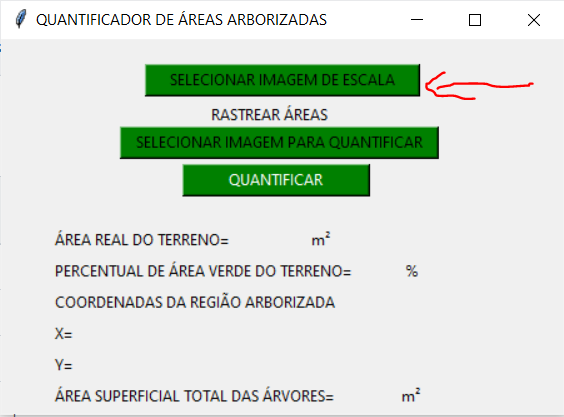 QUANTIFICADOR DE ÁREAS ARBORIZADAS
SELECIONAR IMAGEM DE ESCALA
RASTREAR ÁREAS
SELECIONAR IMAGEM PARA QUANTIFICAR
QUANTIFICAR
ÁREA REAL DO TERRENO= m²
PERCENTUAL DE ÁREA VERDE DO TERRENO= %
COORDENADAS DA REGIÃO ARBORIZADA
X=
Y=
ÁREA SUPERFICIAL TOTAL DAS ÁRVORES= m²